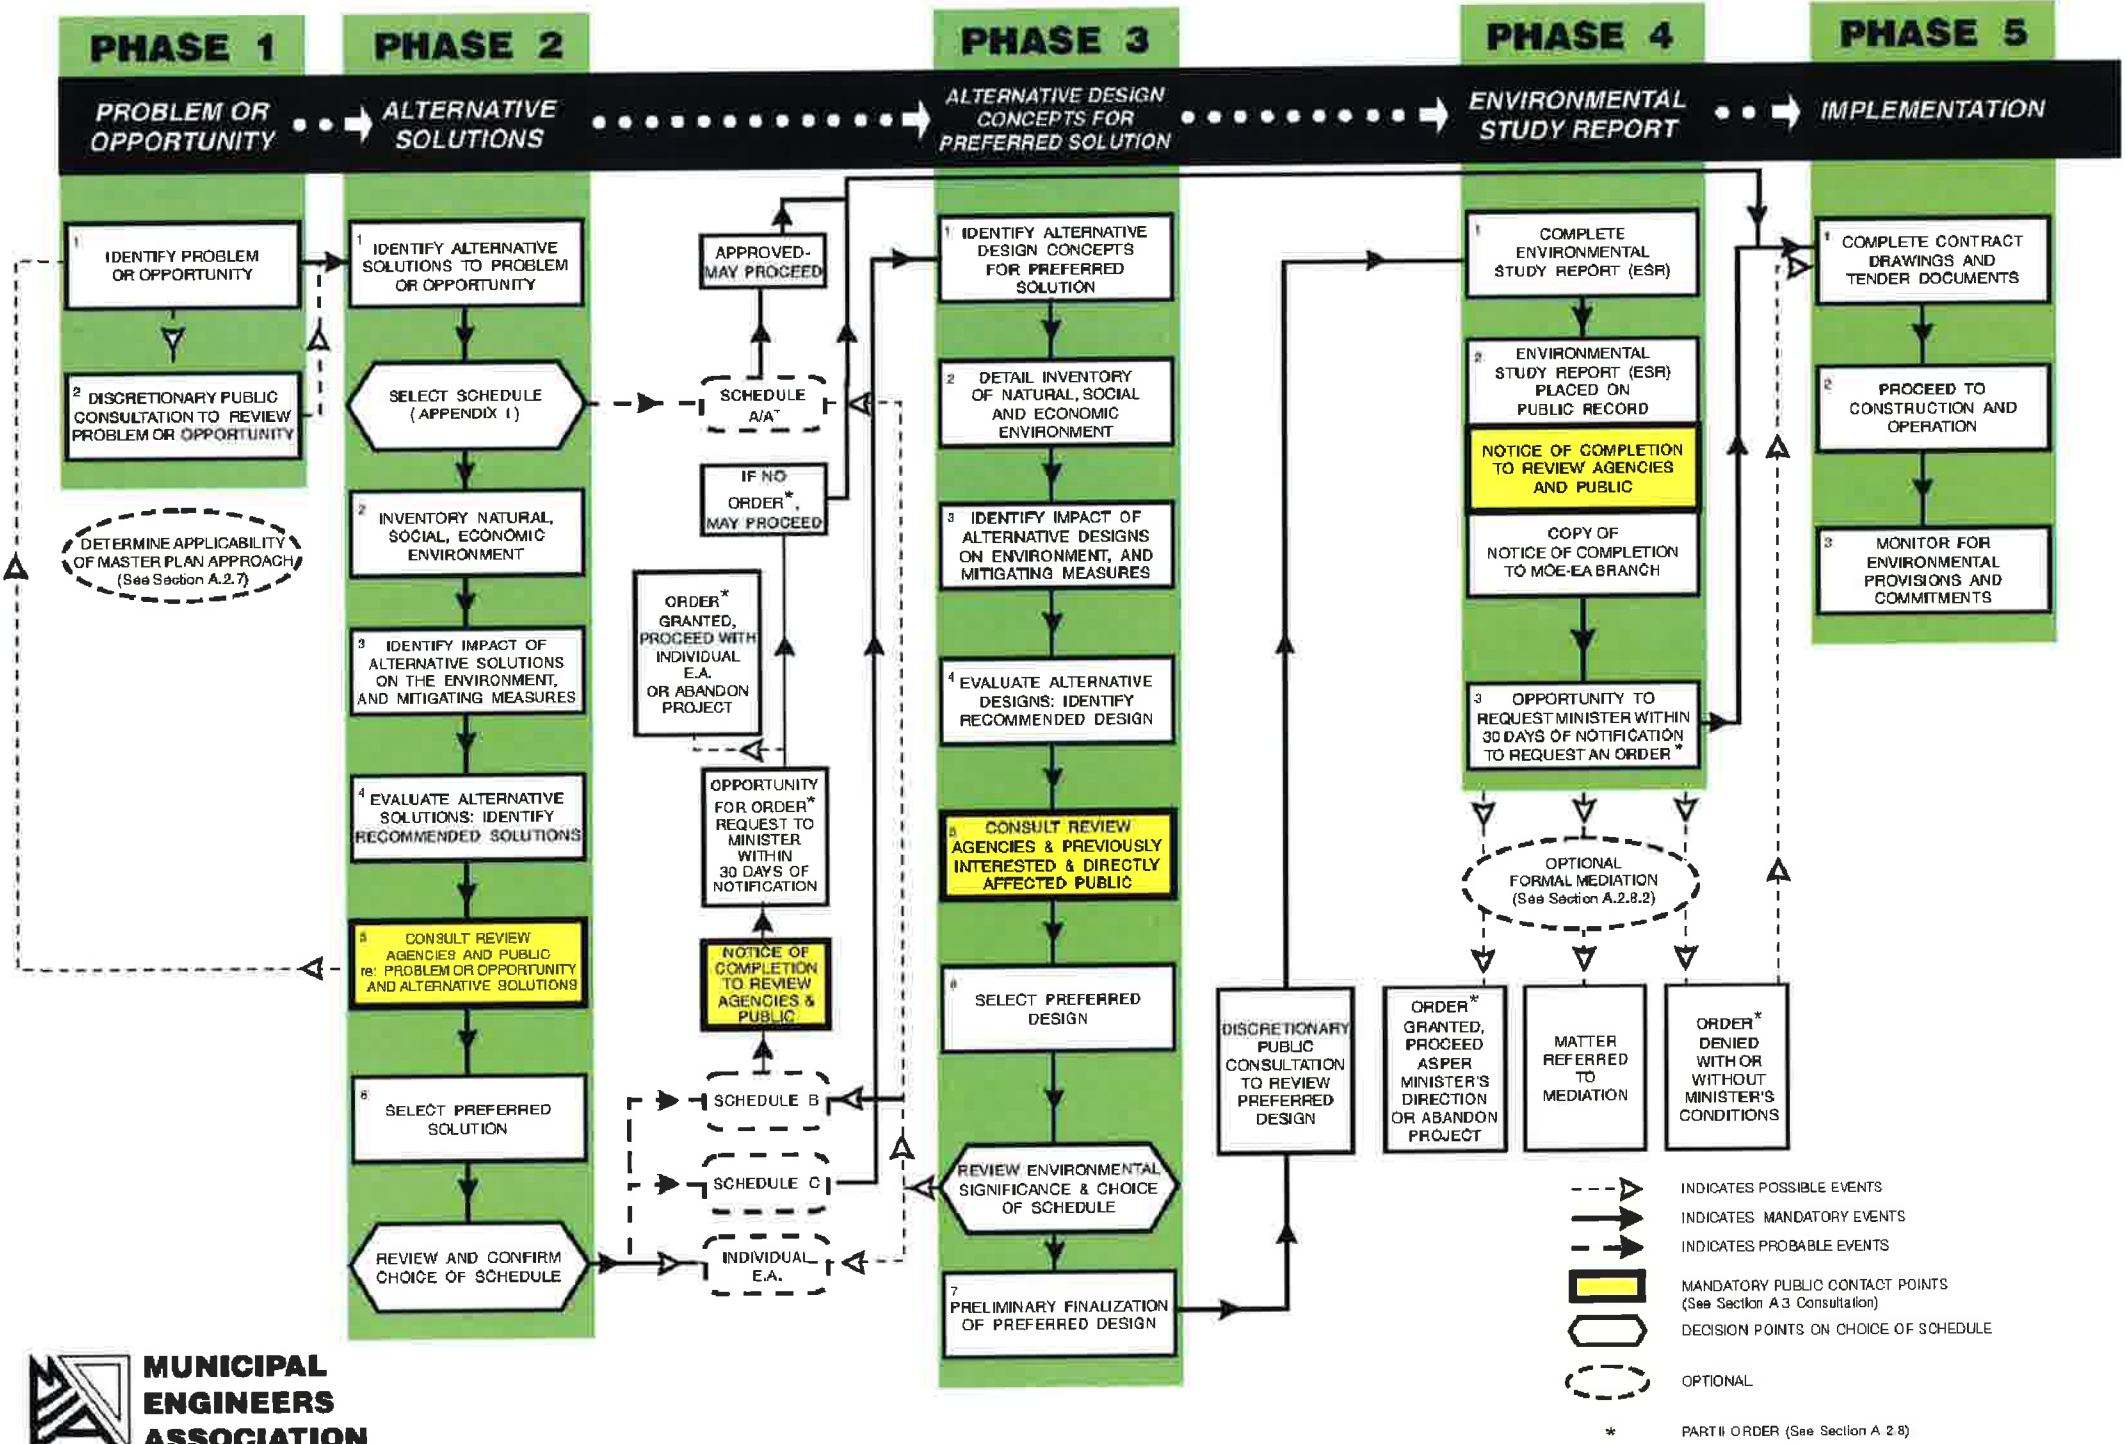 PHASE 1
PHASE 2
PHASE 3
PHASE 4
PHASE 5
PROBLEM OR
OPPORTUNITY
ALTERNATIVE
SOLUTIONS
ALTERNATIVE DESIGN
CONCEPTS FOR
PREFERRED SOLUTION
ENVIRONMENTAL
STUDY REPORT
IMPLEMENTATION
1
IDENTIFY PROBLEM
OR OPPORTUNITY
2 DISCRETIONARY PUBLIC
CONSULTATION TO REVIEW
PROBLEM OR OPPORTUNITY
DETERMINE APPLICABILITY
OF MASTER PLAN APPROACH
(See Section A.2.7)
1
IDENTIFY ALTERNATIVE
SOLUTIONS TO PROBLEM
OR OPPORTUNITY
SELECT SCHEDULE
(APPENDIX I)
2
INVENTORY NATURAL,
SOCIAL, ECONOMIC
ENVIRONMENT
3 IDENTIFY IMPACT OF
ALTERNATIVE SOLUTIONS
ON THE ENVIRONMENT,
AND MITIGATING MEASURES
4 EVALUATE ALTERNATIVE
SOLUTIONS: IDENTIFY
RECOMMENDED SOLUTIONS
5
CONSULT REVIEW
AGENCIES AND PUBLIC
re: PROBLEM OR OPPORTUNITY
AND ALTERNATIVE SOLUTIONS
6
SELECT PREFERRED
SOLUTION
REVIEW AND CONFIRM
CHOICE OF SCHEDULE
APPROVED-
MAY PROCEED
SCHEDULE
A/A+
IF NO
ORDER*,
MAY PROCEED
ORDER*
GRANTED,
PROCEED WITH
INDIVIDUAL
E.A.
OR ABANDON
PROJECT
OPPORTUNITY
FOR ORDER*
REQUEST TO
MINISTER
WITHIN
30 DAYS OF
NOTIFICATION
NOTICE OF
COMPLETION
TO REVIEW
AGENCIES &
PUBLIC
SCHEDULE B
SCHEDULE C
INDIVIDUAL
E.A.
1 IDENTIFY ALTERNATIVE
DESIGN CONCEPTS
FOR PREFERRED
SOLUTION
2 DETAIL INVENTORY
OF NATURAL, SOCIAL
AND ECONOMIC
ENVIRONMENT
3 IDENTIFY IMPACT OF
ALTERNATIVE DESIGNS
ON ENVIRONMENT, AND
MITIGATING MEASURES
4 EVALUATE ALTERNATIVE
DESIGNS: IDENTIFY
RECOMMENDED DESIGN
5 CONSULT REVIEW
AGENCIES & PREVIOUSLY
INTERESTED & DIRECTLY
AFFECTED PUBLIC
6
SELECT PREFERRED
DESIGN
REVIEW ENVIRONMENTAL
SIGNIFICANCE & CHOICE
OF SCHEDULE
7
PRELIMINARY FINALIZATION
OF PREFERRED DESIGN
DISCRETIONARY
PUBLIC
CONSULTATION
TO REVIEW
PREFERRED
DESIGN
1
COMPLETE
ENVIRONMENTAL
STUDY REPORT (ESR)
2
ENVIRONMENTAL
STUDY REPORT (ESR)
PLACED ON
PUBLIC RECORD
NOTICE OF COMPLETION
TO REVIEW AGENCIES
AND PUBLIC
COPY OF
NOTICE OF COMPLETION
TO MOE-EA BRANCH
3
OPPORTUNITY TO
REQUEST MINISTER WITHIN
30 DAYS OF NOTIFICATION
TO REQUEST AN ORDER*
OPTIONAL
FORMAL MEDIATION
(See Section A.2.8.2)
ORDER*
GRANTED,
PROCEED
ASPER
MINISTER'S
DIRECTION
OR ABANDON
PROJECT
MATTER
REFERRED
TO
MEDIATION
ORDER*
DENIED
WITH OR
WITHOUT
MINISTER'S
CONDITIONS
1
COMPLETE CONTRACT
DRAWINGS AND
TENDER DOCUMENTS
2
PROCEED TO
CONSTRUCTION AND
OPERATION
3
MONITOR FOR
ENVIRONMENTAL
PROVISIONS AND
COMMITMENTS
INDICATES POSSIBLE EVENTS
INDICATES MANDATORY EVENTS
INDICATES PROBABLE EVENTS
MANDATORY PUBLIC CONTACT POINTS
(See Section A.3 Consultation)
DECISION POINTS ON CHOICE OF SCHEDULE
OPTIONAL
* PART II ORDER (See Section A.2.8)
MUNICIPAL
ENGINEERS
ASSOCIATION